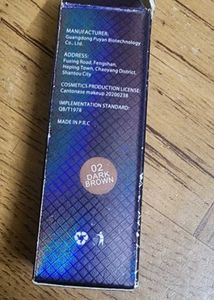 MANUFACTURER:
Guangdong Puyan Biotechnology
Co., Ltd.
ADDRESS:
Fuxing Road, Fengshan,
Heping Town, Chaoyang District,
Shantou City
COSMETICS PRODUCTION LICENSE:
Cantonese makeup 20200238
IMPLEMENTATION STANDARD:
QB/T1978
MADE IN P.R.C
02
DARK
BROWN